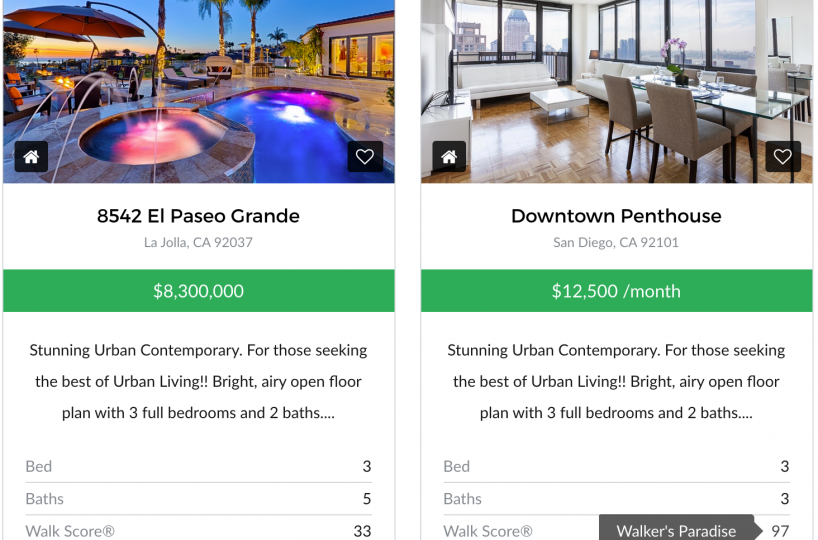 8542 El Paseo Grande
La Jolla, CA 92037
$8,300,000
Stunning Urban Contemporary. For those seeking
the best of Urban Living!! Bright, airy open floor
plan with 3 full bedrooms and 2 baths....
Bed 3
Baths 5
Walk Score® 33
Downtown Penthouse
San Diego, CA 92101
$12,500 /month
Stunning Urban Contemporary. For those seeking
the best of Urban Living!! Bright, airy open floor
plan with 3 full bedrooms and 2 baths....
Bed 3
Baths 3
Walk Score® Walker's Paradise 97